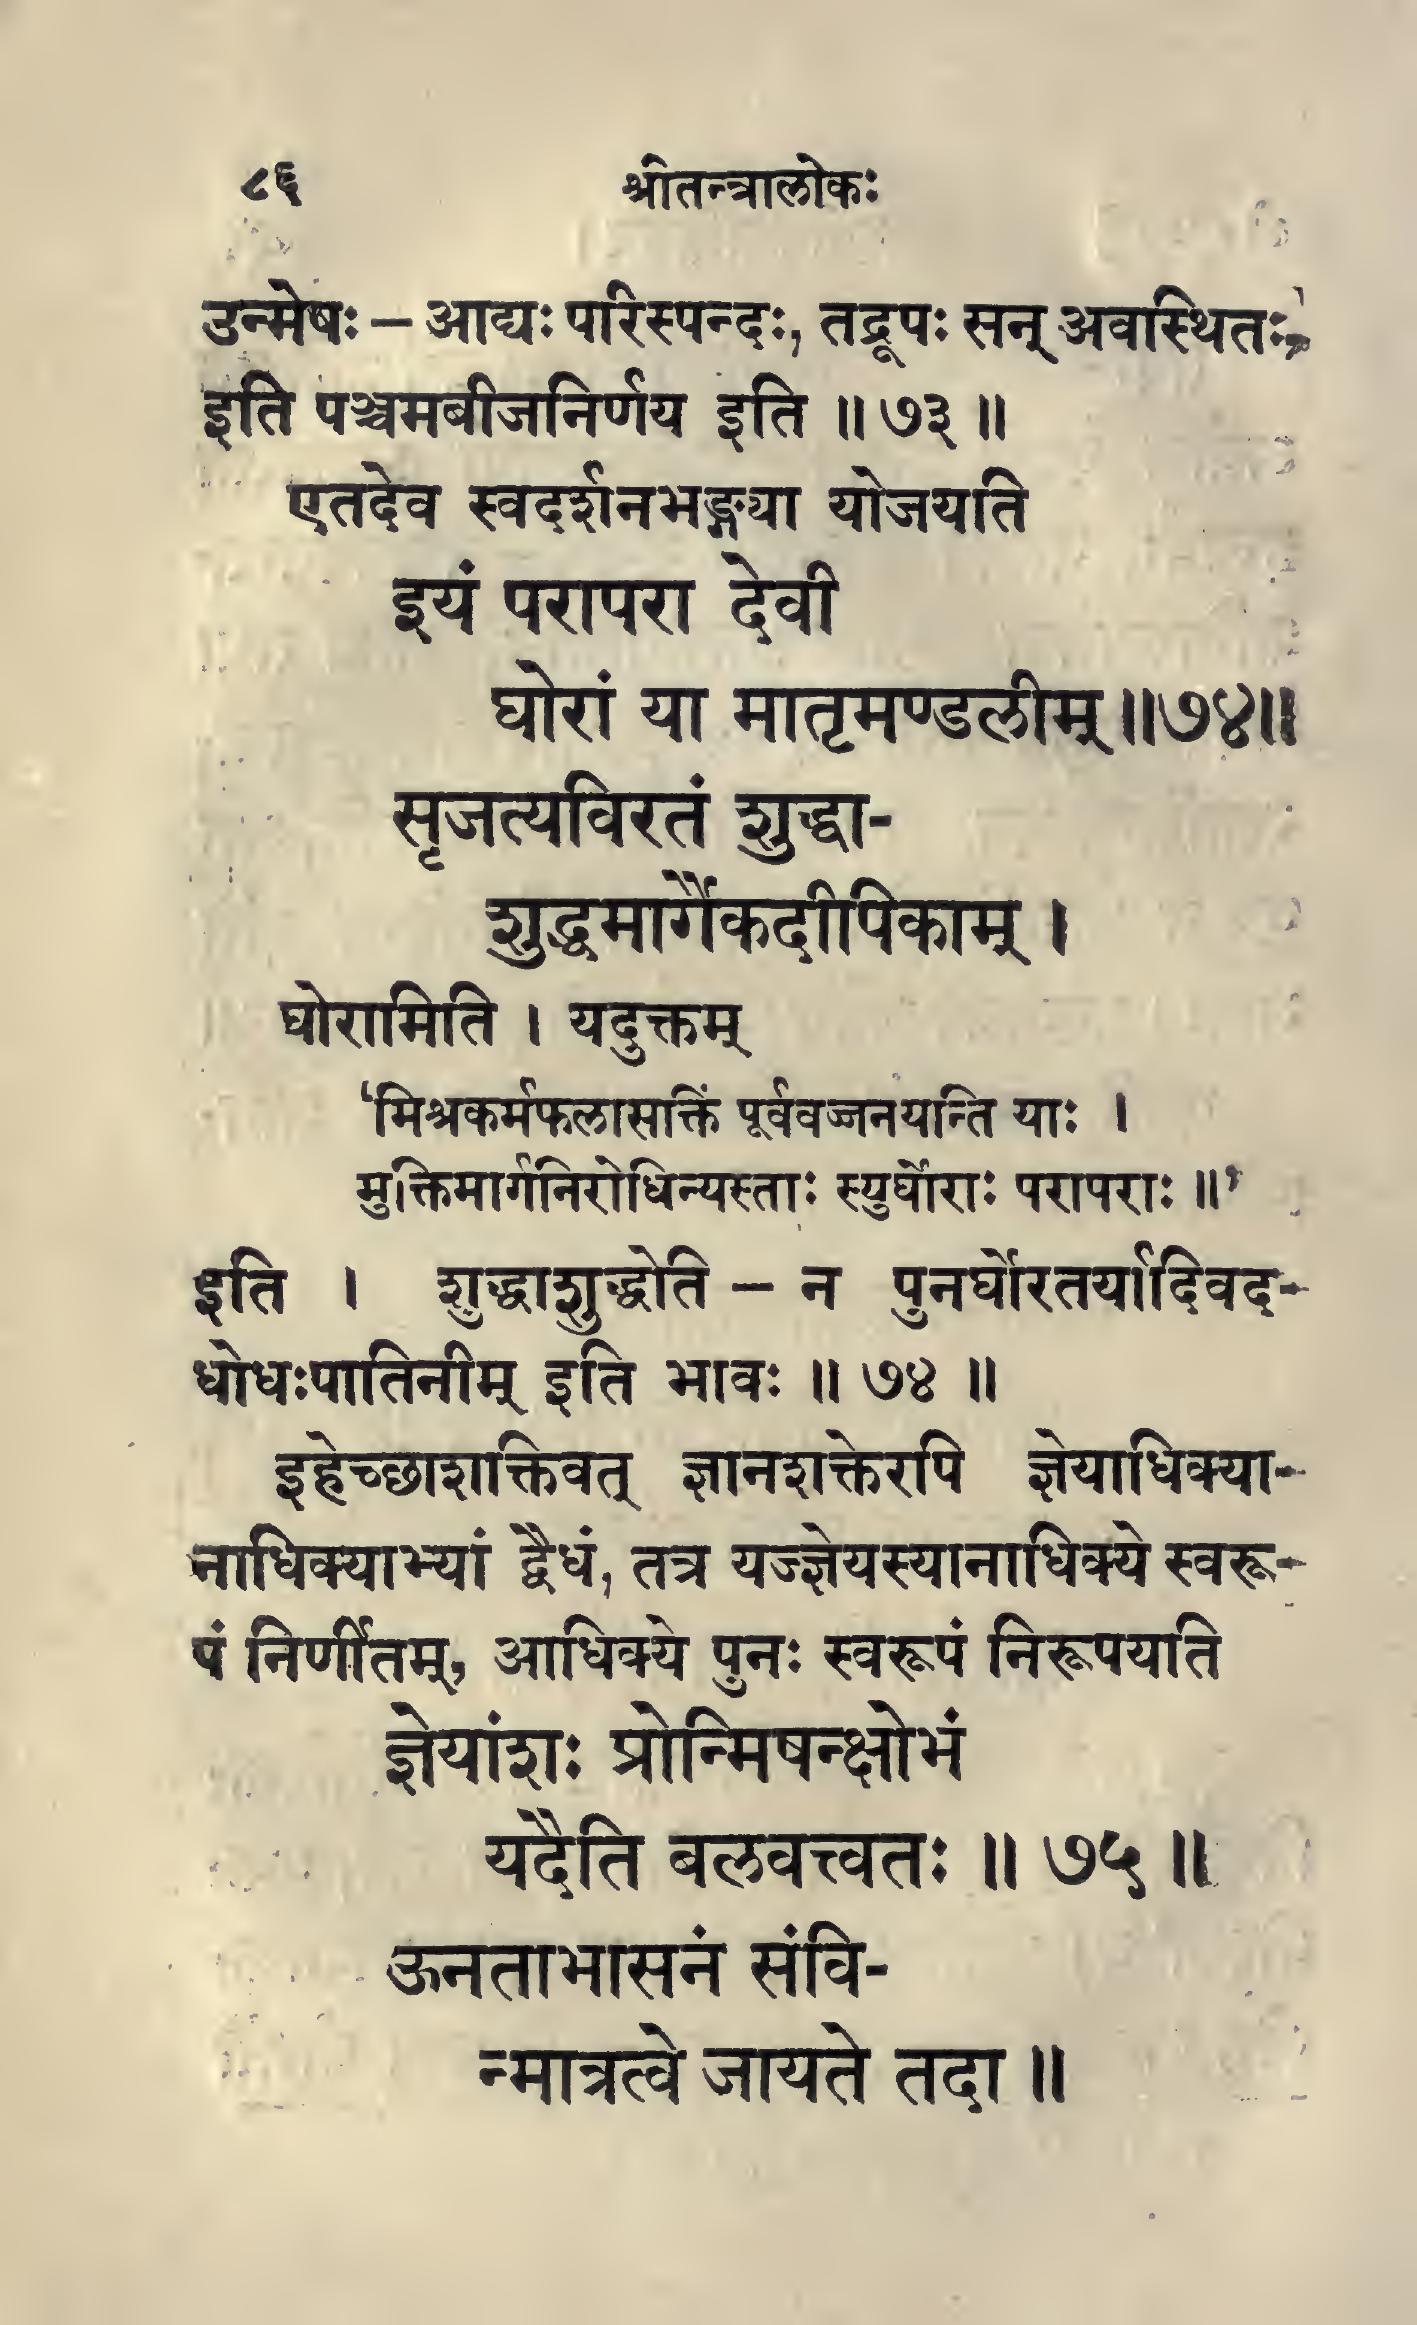 ८६ श्रीतन्त्रालोकः
उन्मेषः – आद्यः परिस्पन्दः, तद्रूपः सन् अवस्थितः,
इति पञ्चमबीजनिर्णय इति ॥ ७३ ॥
एतदेव स्वदर्शनभङ्ग्या योजयति
इयं परापरा देवी
घोरां या मातृमण्डलीम् ॥७४॥
सृजत्यविरतं शुद्धा-
शुद्धमार्गैकदीपिकाम् ।
घोरामिति । यदुक्तम्
‘मिश्रकर्मफलासक्तिं पूर्ववज्जनयन्ति याः ।
मुक्तिमार्गनिरोधिन्यस्ताः स्युर्घोराः परापराः ॥’
इति । शुद्धाशुद्धेति – न पुनर्घोरतर्यादिवद-
धोधःपातिनीम् इति भावः ॥ ७४ ॥
इहेच्छाशक्तिवत् ज्ञानशक्तेरपि ज्ञेयाधिक्या-
नाधिक्याभ्यां द्वैधं, तत्र यज्ज्ञेयस्यानाधिक्ये स्वरू-
पं निर्णीतम्, आधिक्ये पुनः स्वरूपं निरूपयति
ज्ञेयांशः प्रोन्मिषन्क्षोभं
यदैति बलवत्त्वतः ॥ ७५ ॥
ऊनताभासनं संवि-
न्मात्रत्वे जायते तदा ॥